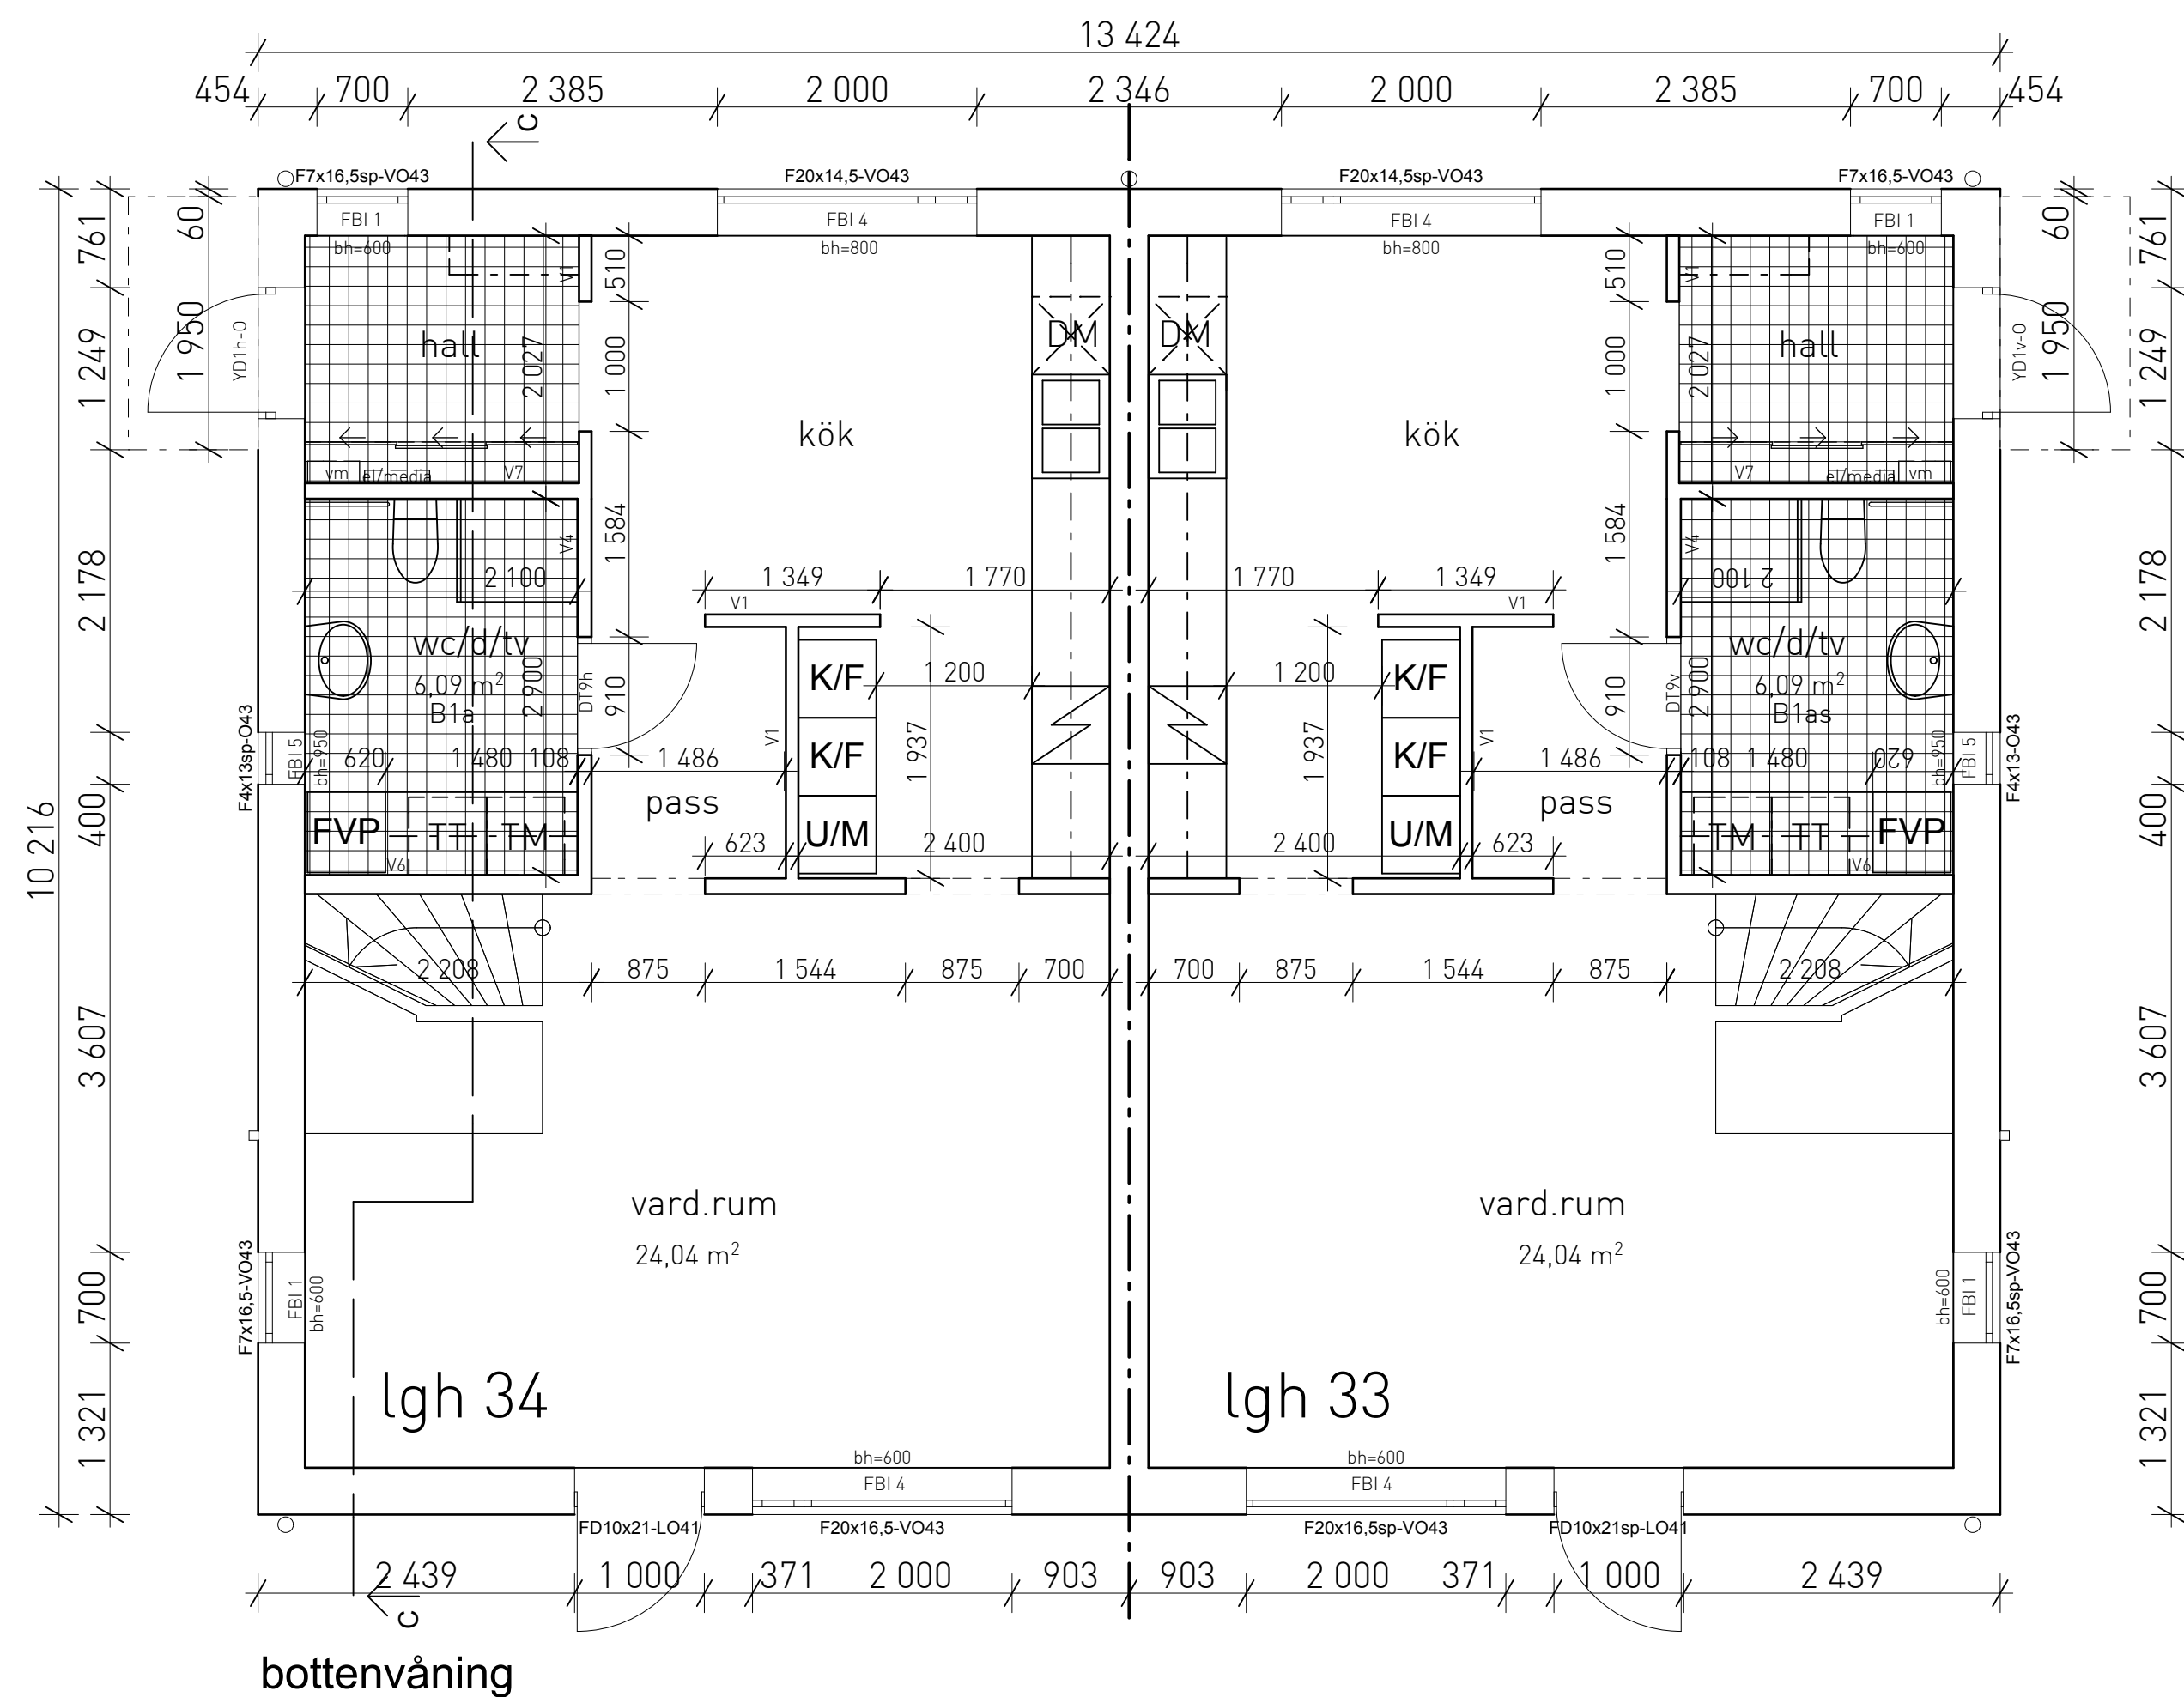 13 424
454 700 2 385 2 000 2 346 2 000 2 385 700 454
c
F7x16,5sp-VO43 F20x14,5-VO43 F20x14,5sp-VO43 F7x16,5-VO43
FBI 1 FBI 4 FBI 4 FBI 1
bh=600 bh=800 bh=800 bh=600
10 216
761 1 249 2 178 400 3 607 700 1 321
60 1 950
YD1h-O
V1
510 1 000 1 584 910
2 027
hall
kök
DM
vm el/media V7
V4
2 100
1 349 1 770
V1
wc/d/tv
6,09 m²
B1a
2 900
DT9h
K/F
K/F
U/M
1 200
1 937
V1
F4x13sp-O43
FBI 5
bh=950
620 1 480 108 1 486
pass
FVP TT TM
V6
623 2 400
2 208 875 1 544 875 700
vard.rum
24,04 m²
F7x16,5-VO43
FBI 1
bh=600
lgh 34
bh=600
FBI 4
FD10x21-LO41 F20x16,5-VO43
DM
kök
510 1 000 1 584 910
V1
2 027
hall
YD1v-O
60 1 950
761 1 249 2 178 400 3 607 700 1 321
V7 el/media vm
V4
2 100
1 770 1 349
V1
wc/d/tv
6,09 m²
B1as
2 900
DT9v
K/F
K/F
U/M
1 200
1 937
V1
F4x13-O43
FBI 5
bh=950
1 486 108 1 480 620
pass
TM TT FVP
V6
2 400 623
700 875 1 544 875 2 208
vard.rum
24,04 m²
F7x16,5sp-VO43
FBI 1
bh=600
lgh 33
bh=600
FBI 4
F20x16,5sp-VO43 FD10x21sp-LO41
2 439 1 000 371 2 000 903 903 2 000 371 1 000 2 439
c
bottenvåning